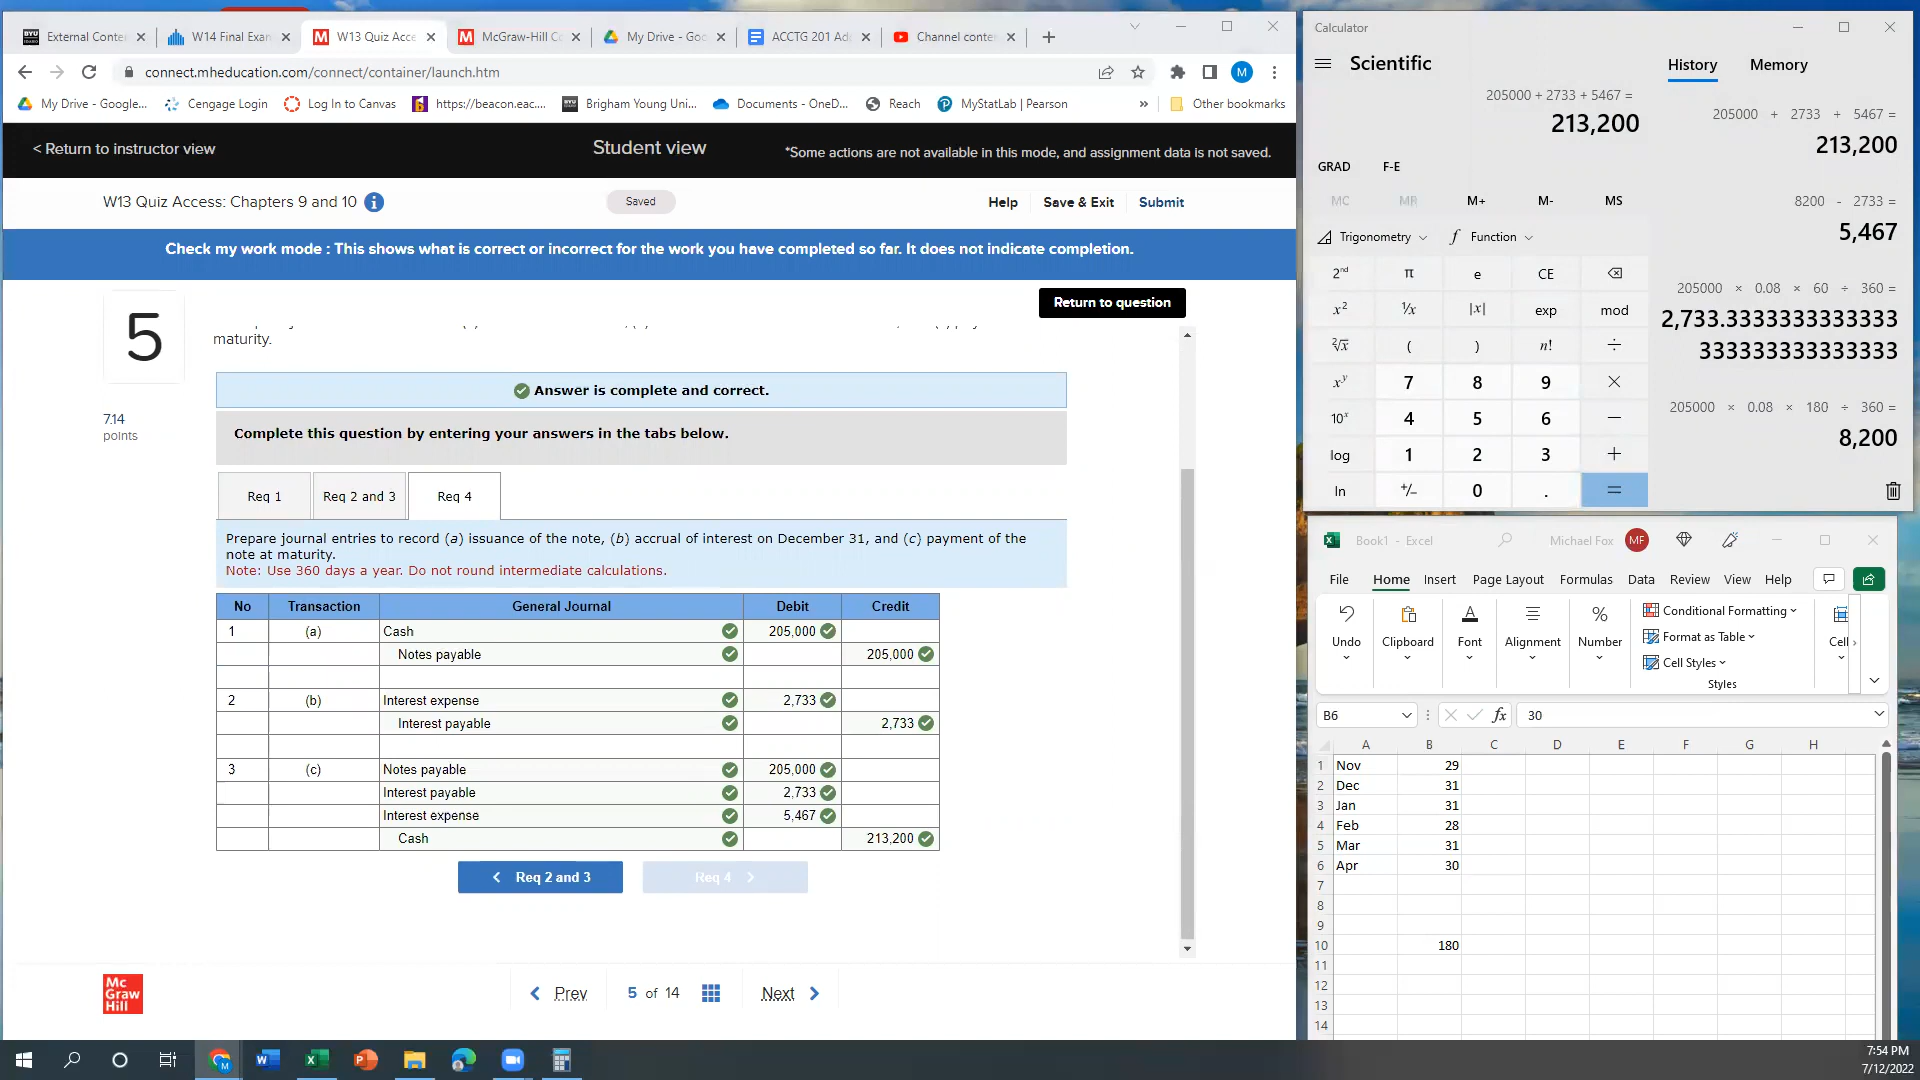 External Conte
W14 Final Exan
W13 Quiz Acce
McGraw-Hill Co
My Drive - Goo
ACCTG 201 Ad
Channel conte
connect.mheducation.com/connect/container/launch.htm
M
My Drive - Google...
Cengage Login
Log In to Canvas
https://beacon.eac....
Brigham Young Uni...
Documents - OneD...
Reach
MyStatLab | Pearson
»
Other bookmarks
< Return to instructor view
Student view
*Some actions are not available in this mode, and assignment data is not saved.
W13 Quiz Access: Chapters 9 and 10
Saved
Help
Save & Exit
Submit
Check my work mode : This shows what is correct or incorrect for the work you have completed so far. It does not indicate completion.
5
Return to question
maturity.
7.14
points
Answer is complete and correct.
Complete this question by entering your answers in the tabs below.
Req 1
Req 2 and 3
Req 4
Prepare journal entries to record (a) issuance of the note, (b) accrual of interest on December 31, and (c) payment of the
note at maturity.
Note: Use 360 days a year. Do not round intermediate calculations.
No Transaction General Journal Debit Credit
1 (a) Cash 205,000
Notes payable 205,000
2 (b) Interest expense 2,733
Interest payable 2,733
3 (c) Notes payable 205,000
Interest payable 2,733
Interest expense 5,467
Cash 213,200
< Req 2 and 3
Req 4 >
Mc
Graw
Hill
Prev
5 of 14
Next
Calculator
Scientific
205000 + 2733 + 5467 =
213,200
GRAD F-E
MC MR M+ M- MS
Trigonometry
Function
2nd π e CE
x² ¹/x |x| exp mod
²√x ( ) n! ÷
xʸ 7 8 9 ×
10ˣ 4 5 6 −
log 1 2 3 +
ln +/− 0 . =
History
Memory
205000 + 2733 + 5467 =
213,200
8200 - 2733 =
5,467
205000 × 0.08 × 60 ÷ 360 =
2,733.3333333333333
333333333333333
205000 × 0.08 × 180 ÷ 360 =
8,200
Book1 - Excel
Michael Fox
MF
File Home Insert Page Layout Formulas Data Review View Help
Undo
Clipboard
Font
Alignment
Number
Conditional Formatting
Format as Table
Cell Styles
Styles
Cell
B6
fx
30
A B C D E F G H
1 Nov 29
2 Dec 31
3 Jan 31
4 Feb 28
5 Mar 31
6 Apr 30
7
8
9
10 180
11
12
13
14
7:54 PM
7/12/2022